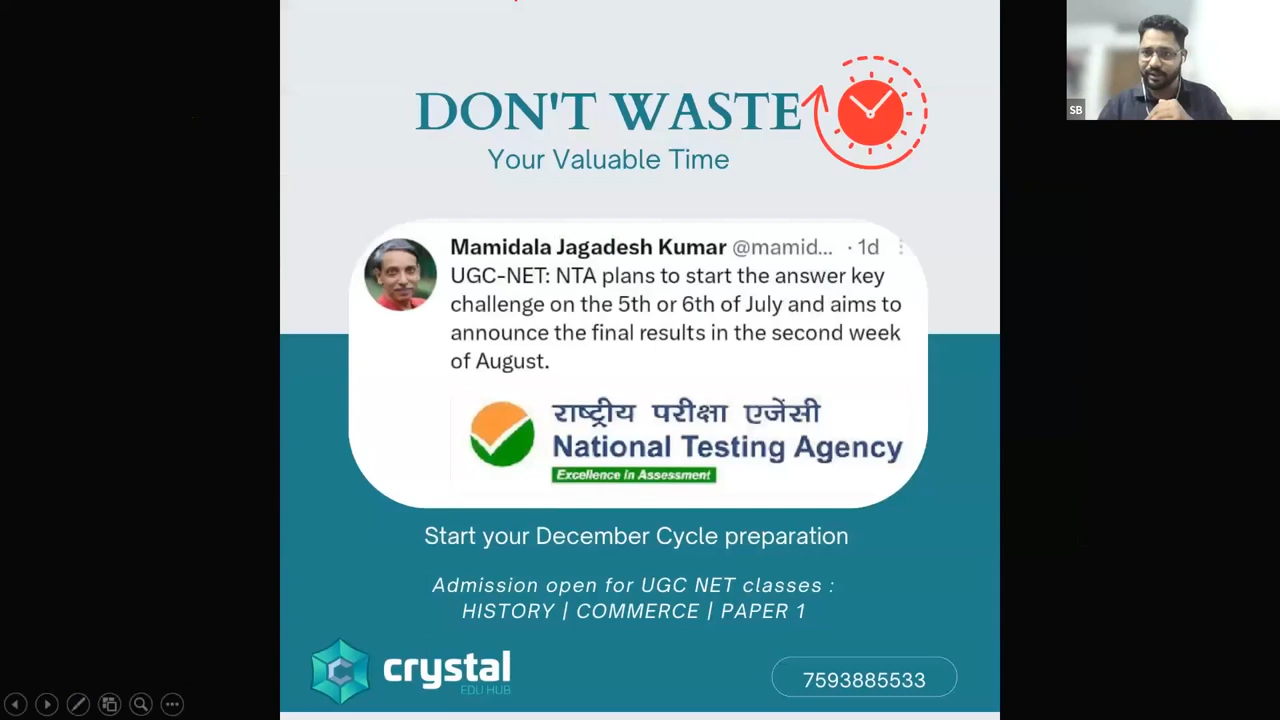 DON'T WASTE
Your Valuable Time
Mamidala Jagadesh Kumar @mamid... · 1d
UGC-NET: NTA plans to start the answer key
challenge on the 5th or 6th of July and aims to
announce the final results in the second week
of August.
राष्ट्रीय परीक्षा एजेंसी
National Testing Agency
Excellence in Assessment
Start your December Cycle preparation
Admission open for UGC NET classes :
HISTORY | COMMERCE | PAPER 1
crystal
EDU HUB
7593885533
SB